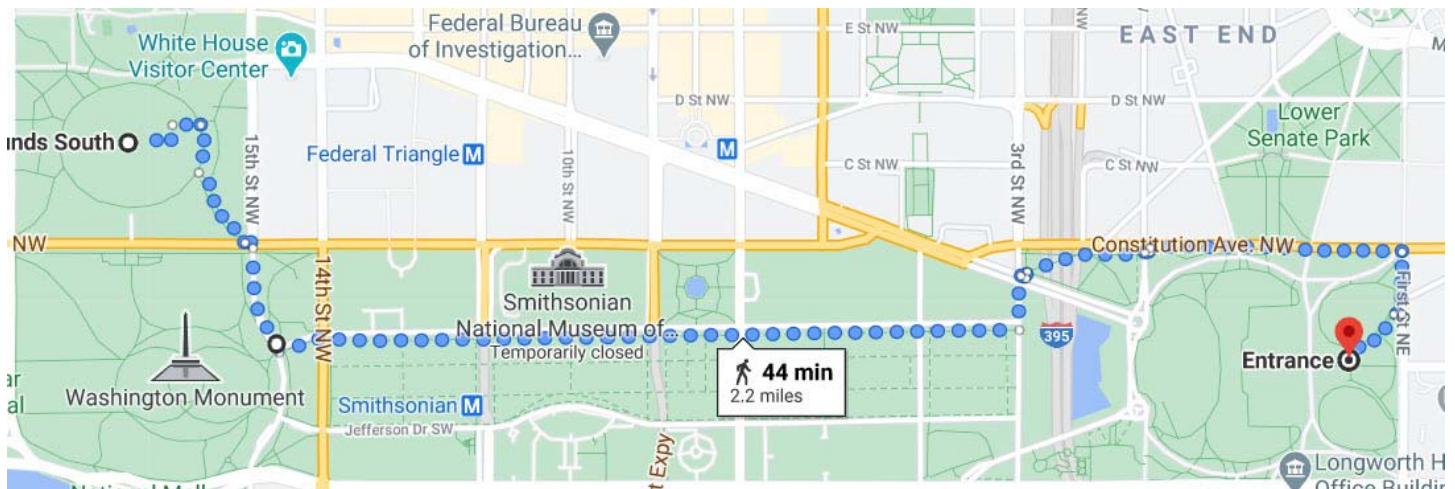 Federal Bureau
of Investigation...
White House
Visitor Center
E St NW
EAST END
D St NW
D St NW
Lower
Senate Park
unds South
15th St NW
Federal Triangle M
10th St NW
M
C St NW
3rd St NW
C St NW
NW
Constitution Ave. NW
14th St NW
Smithsonian
National Museum of...
Temporarily closed
First St NE
395
Entrance
44 min
2.2 miles
Washington Monument
Smithsonian M
Jefferson Dr SW
ar
al
t Expy
Longworth H
Office Building